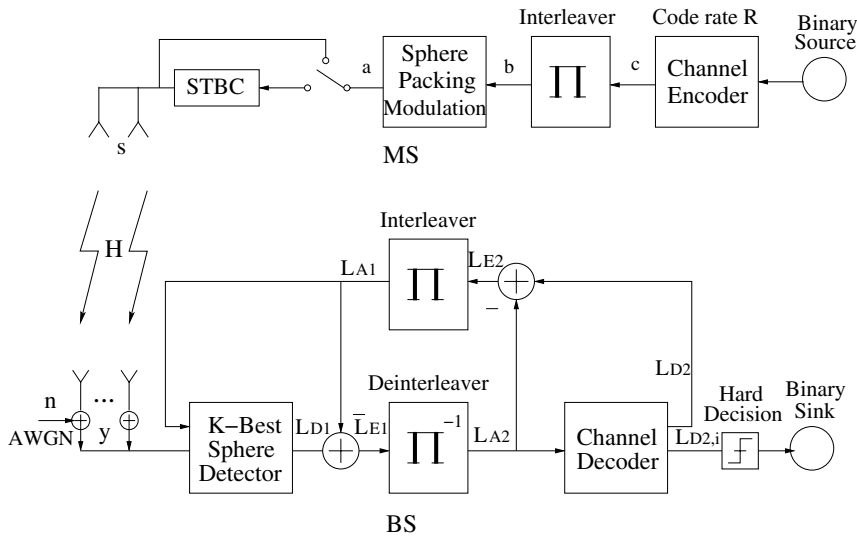 Interleaver
Code rate R
Binary
Source
Sphere
Packing
Modulation
a
b
c
∏
Channel
Encoder
STBC
s
MS
H
Interleaver
∏
LA1
LE2
−
+
Deinterleaver
LD2
Hard
Decision
Binary
Sink
n
...
+
+
AWGN
y
K−Best
Sphere
Detector
LD1
−
LE1
+
∏−1
LA2
Channel
Decoder
LD2,i
BS